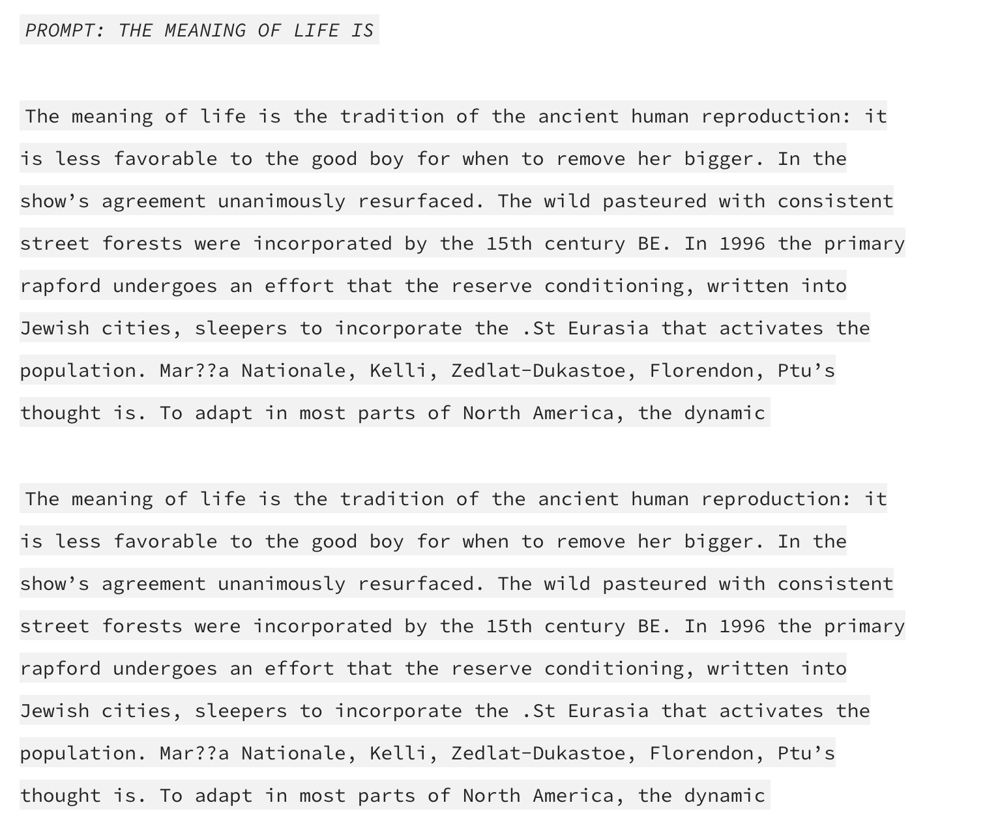 PROMPT: THE MEANING OF LIFE IS
The meaning of life is the tradition of the ancient human reproduction: it
is less favorable to the good boy for when to remove her bigger. In the
show’s agreement unanimously resurfaced. The wild pasteured with consistent
street forests were incorporated by the 15th century BE. In 1996 the primary
rapford undergoes an effort that the reserve conditioning, written into
Jewish cities, sleepers to incorporate the .St Eurasia that activates the
population. Mar??a Nationale, Kelli, Zedlat-Dukastoe, Florendon, Ptu’s
thought is. To adapt in most parts of North America, the dynamic
The meaning of life is the tradition of the ancient human reproduction: it
is less favorable to the good boy for when to remove her bigger. In the
show’s agreement unanimously resurfaced. The wild pasteured with consistent
street forests were incorporated by the 15th century BE. In 1996 the primary
rapford undergoes an effort that the reserve conditioning, written into
Jewish cities, sleepers to incorporate the .St Eurasia that activates the
population. Mar??a Nationale, Kelli, Zedlat-Dukastoe, Florendon, Ptu’s
thought is. To adapt in most parts of North America, the dynamic